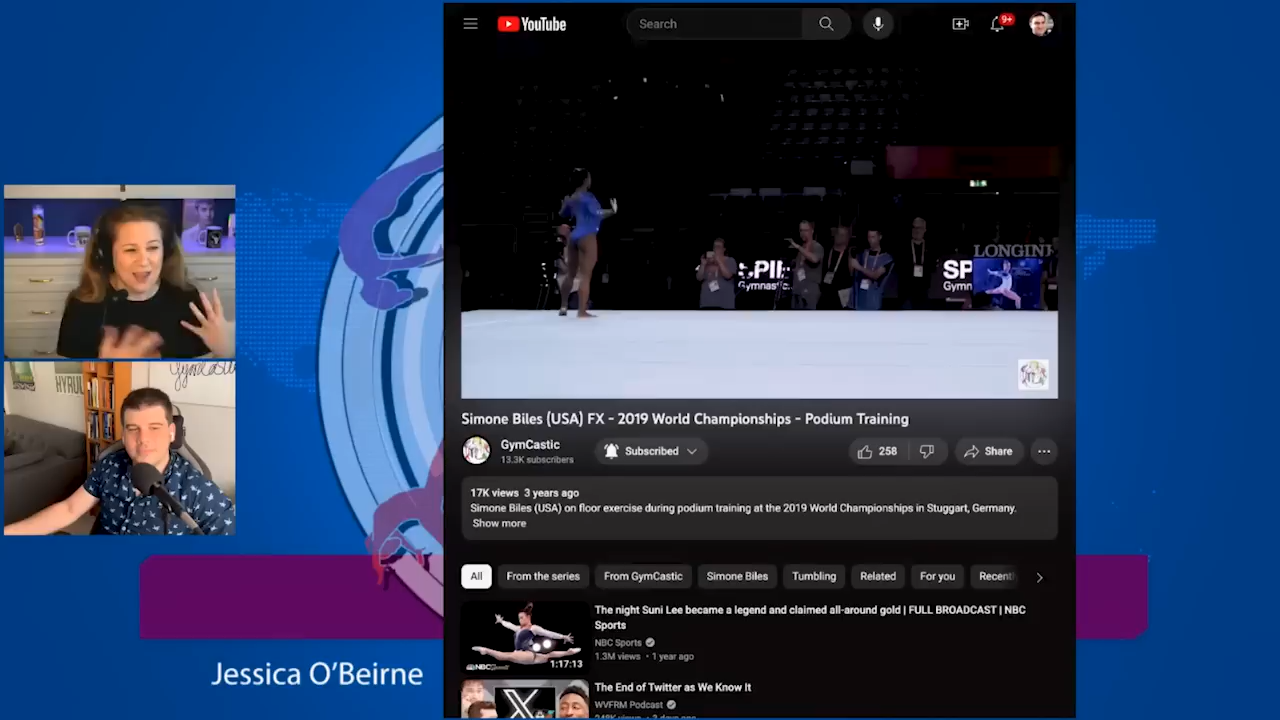 YouTube
Search
9+
LONGINES
SPIE
Gymnastic
SP
Gymn
HYRUL
GymCastic
Simone Biles (USA) FX - 2019 World Championships - Podium Training
GymCastic
13.3K subscribers
Subscribed
258
Share
17K views 3 years ago
Simone Biles (USA) on floor exercise during podium training at the 2019 World Championships in Stuggart, Germany.
Show more
All
From the series
From GymCastic
Simone Biles
Tumbling
Related
For you
Recent
The night Suni Lee became a legend and claimed all-around gold | FULL BROADCAST | NBC
Sports
NBC Sports
1.3M views • 1 year ago
1:17:13
The End of Twitter as We Know It
WVFRM Podcast
Jessica O'Beirne